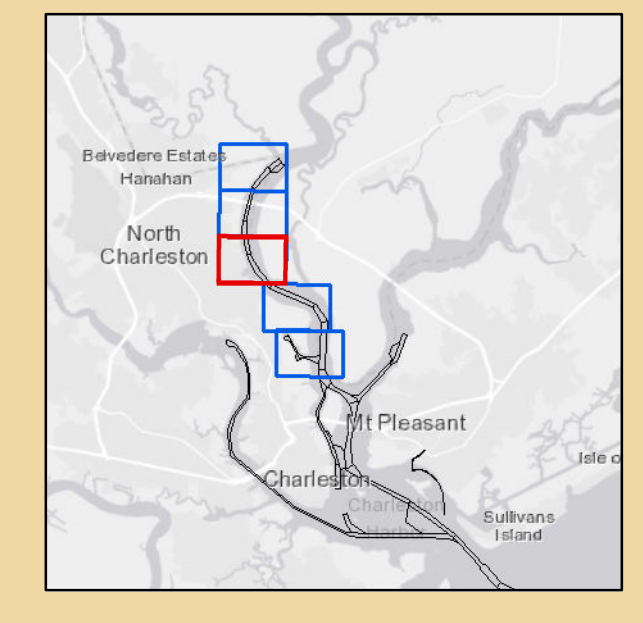 Belvedere Estates
Hanahan
North
Charleston
Mt Pleasant
Isle o
Charleston
Charleston
Harbor
Sullivans
Island